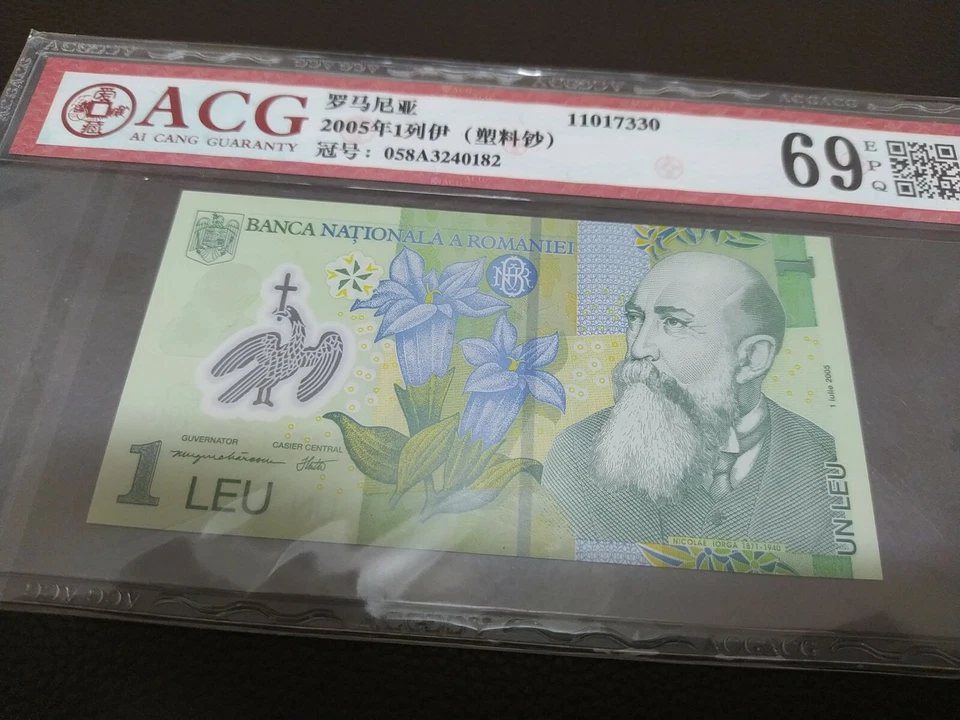 ACG
AI CANG GUARANTY
罗马尼亚
2005年1列伊（塑料钞）
冠号：058A3240182
11017330
69
EPQ
BANCA NAȚIONALĂ A ROMANIEI
1 iulie 2005
GUVERNATOR
CASIER CENTRAL
1
LEU
UN LEU
NICOLAE IORGA 1871-1940